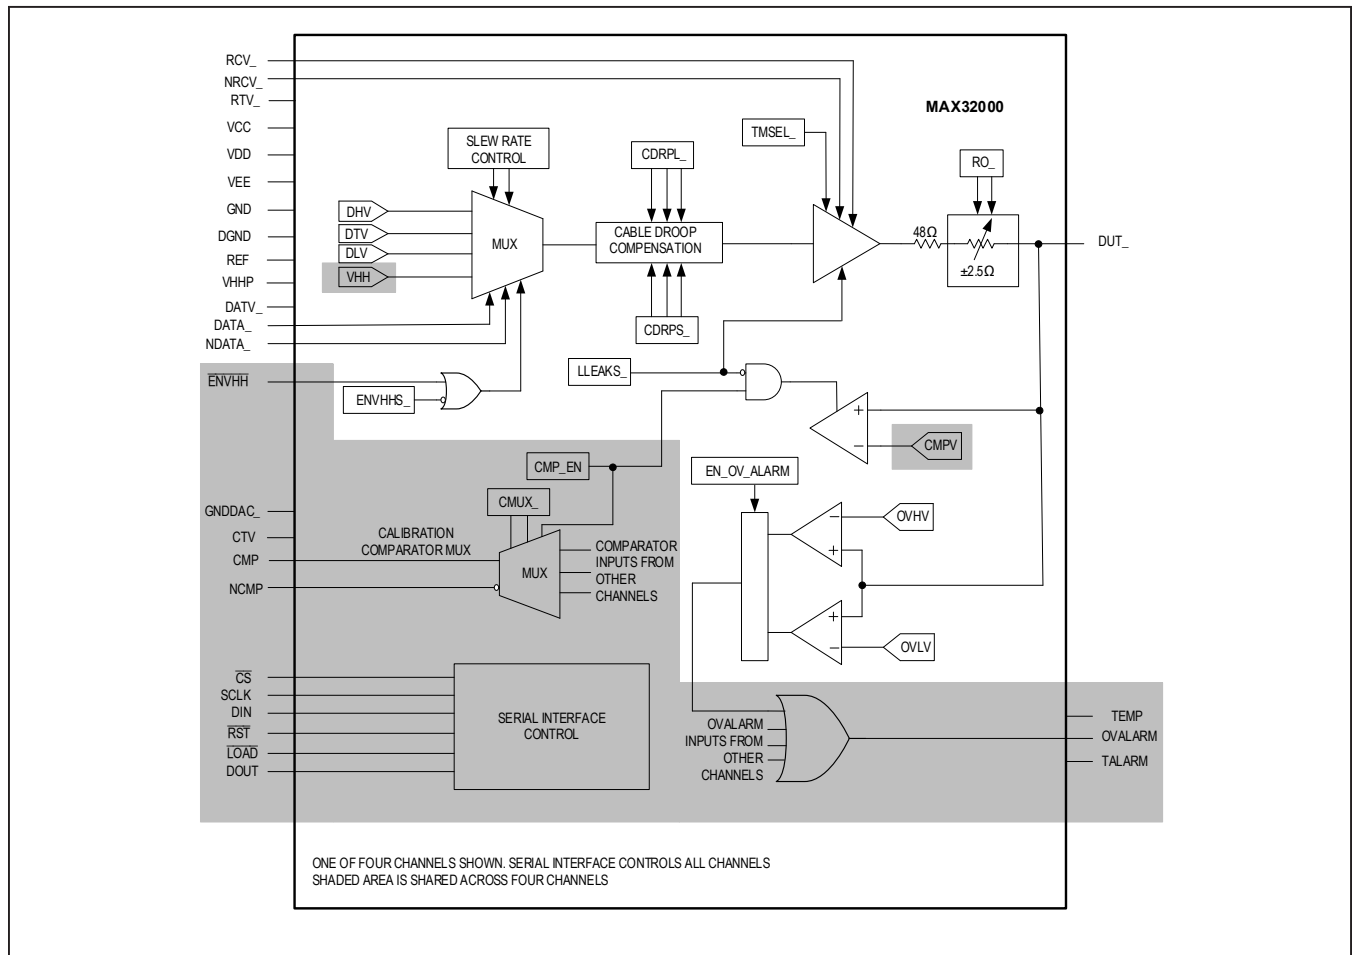 RCV_
NRCV_
RTV_
VCC
VDD
VEE
GND
DGND
REF
VHHP
DATV_
DATA_
NDATA_
ENVHH
GNDDAC_
CTV
CMP
NCMP
CS
SCLK
DIN
RST
LOAD
DOUT
MAX32000
SLEW RATE
CONTROL
DHV
DTV
DLV
VHH
MUX
CDRPL_
CABLE DROOP
COMPENSATION
CDRPS_
TMSEL_
RO_
48Ω
±2.5Ω
DUT_
LLEAKS_
ENVHHS_
CMPV
CMP_EN
CMUX_
CALIBRATION
COMPARATOR MUX
MUX
COMPARATOR
INPUTS FROM
OTHER
CHANNELS
EN_OV_ALARM
OVHV
OVLV
+
−
−
+
+
−
SERIAL INTERFACE
CONTROL
OVALARM
INPUTS FROM
OTHER
CHANNELS
TEMP
OVALARM
TALARM
ONE OF FOUR CHANNELS SHOWN. SERIAL INTERFACE CONTROLS ALL CHANNELS
SHADED AREA IS SHARED ACROSS FOUR CHANNELS